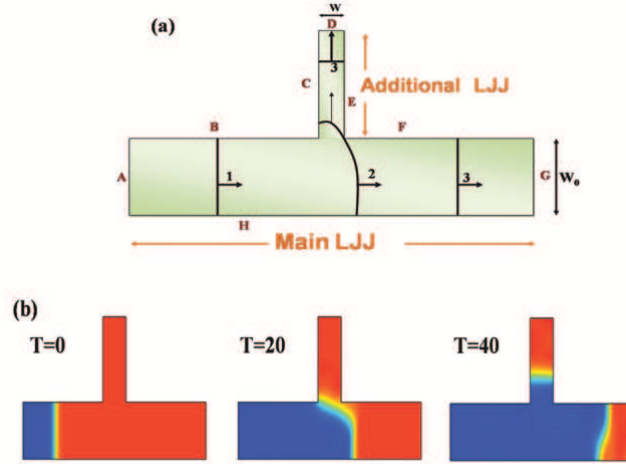 (a)
W
D
3
C
E
Additional LJJ
B
F
A
1
2
3
G
W₀
H
Main LJJ
(b)
T=0
T=20
T=40